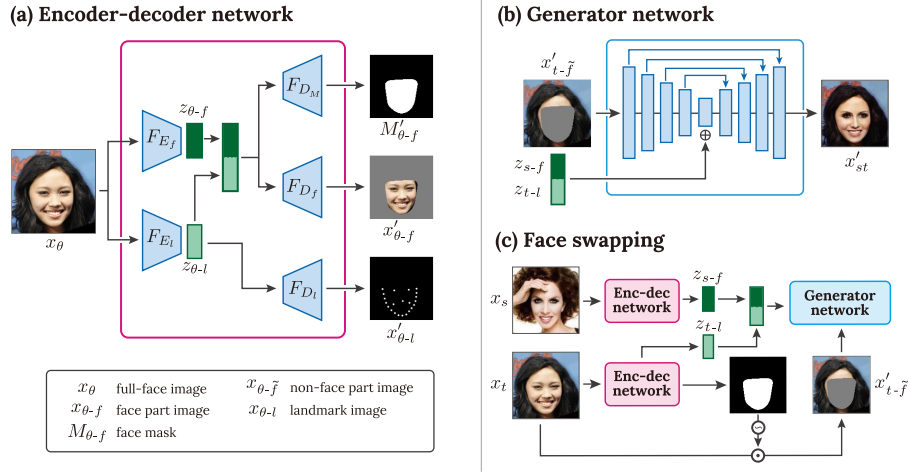 (a) Encoder-decoder network
x_θ
F_{E_f}
z_{θ-f}
F_{E_l}
z_{θ-l}
F_{D_M}
M'_{θ-f}
F_{D_f}
x'_{θ-f}
F_{D_l}
x'_{θ-l}
x_θ full-face image x_{θ-f̃} non-face part image
x_{θ-f} face part image x_{θ-l} landmark image
M_{θ-f} face mask
(b) Generator network
x'_{t-f̃}
z_{s-f}
z_{t-l}
x'_{st}
(c) Face swapping
x_s
Enc-dec
network
z_{s-f}
z_{t-l}
Generator
network
x_t
Enc-dec
network
x'_{t-f̃}